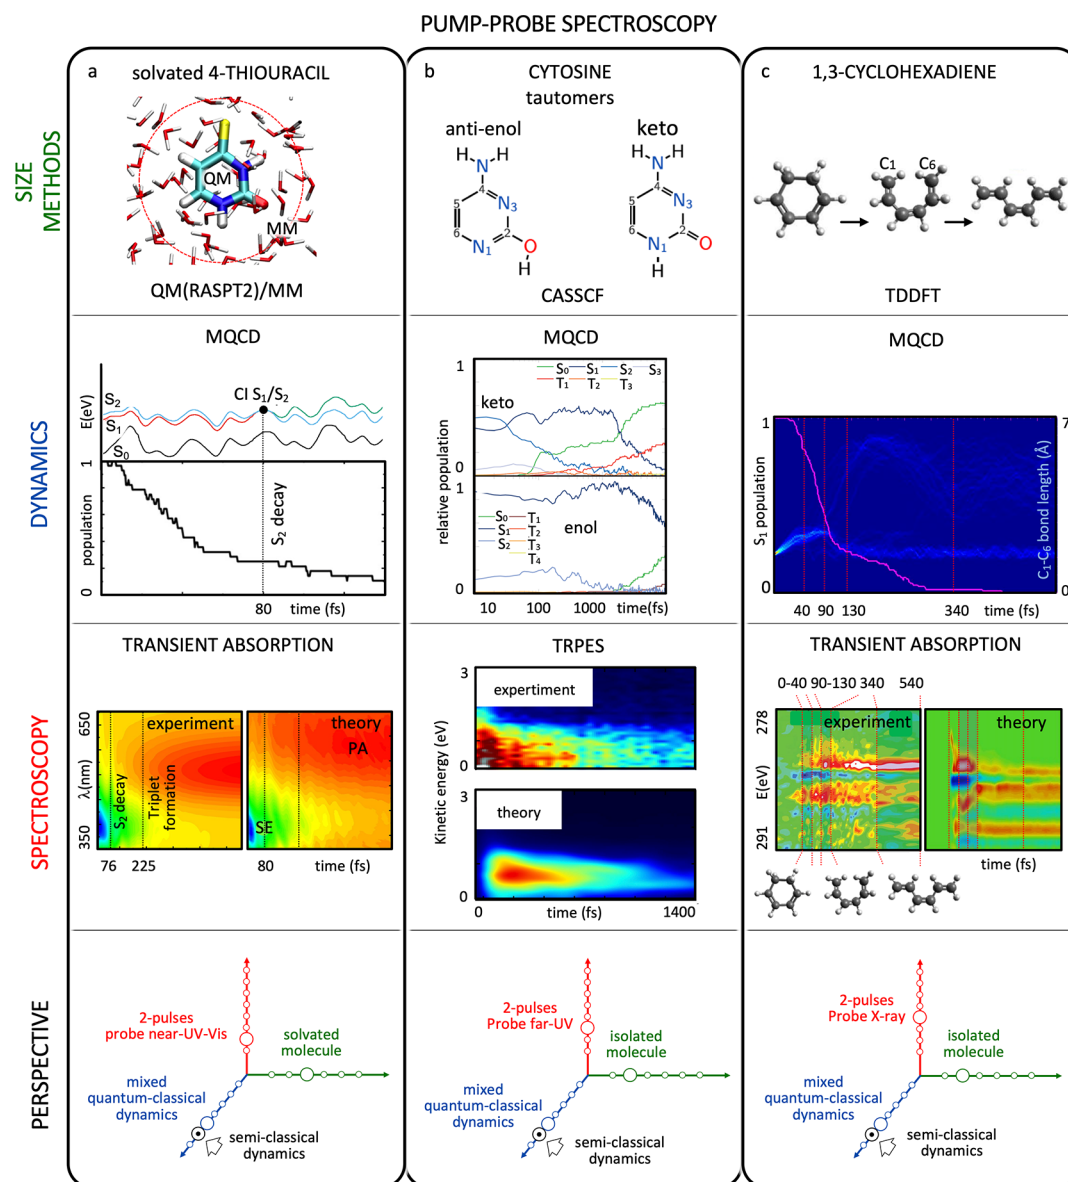 PUMP-PROBE SPECTROSCOPY
SIZE
METHODS
a
solvated 4-THIOURACIL
QM
MM
QM(RASPT2)/MM
b
CYTOSINE
tautomers
anti-enol
keto
H H
N
4
5
N3
6
2
N1
O
H
H H
N
4
5
N3
6
2
N1
O
H
CASSCF
c
1,3-CYCLOHEXADIENE
C1 C6
TDDFT
DYNAMICS
MQCD
E(eV)
S2
S1
S0
CI S1/S2
1
population
0
S2 decay
80
time (fs)
MQCD
relative population
1
S0 S1 S2 S3
T1 T2 T3
keto
0
1
enol
S0 T1
S1 T2
S2 T3
T4
0
10 100 1000 time(fs)
MQCD
1
7
S1 population
C1-C6 bond length (Å)
0
0
40 90 130 340 time (fs)
SPECTROSCOPY
TRANSIENT ABSORPTION
650
λ(nm)
350
experiment
S2 decay
Triplet
formation
theory
PA
SE
76 225
80
time (fs)
TRPES
Kinetic energy (eV)
3
expertiment
0
3
theory
0
0
time (fs)
1400
TRANSIENT ABSORPTION
0-40 90-130 340 540
278
E(eV)
291
experiment
theory
time (fs)
PERSPECTIVE
2-pulses
probe near-UV-Vis
solvated
molecule
mixed
quantum-classical
dynamics
semi-classical
dynamics
2-pulses
Probe far-UV
isolated
molecule
mixed
quantum-classical
dynamics
semi-classical
dynamics
2-pulses
Probe X-ray
isolated
molecule
mixed
quantum-classical
dynamics
semi-classical
dynamics